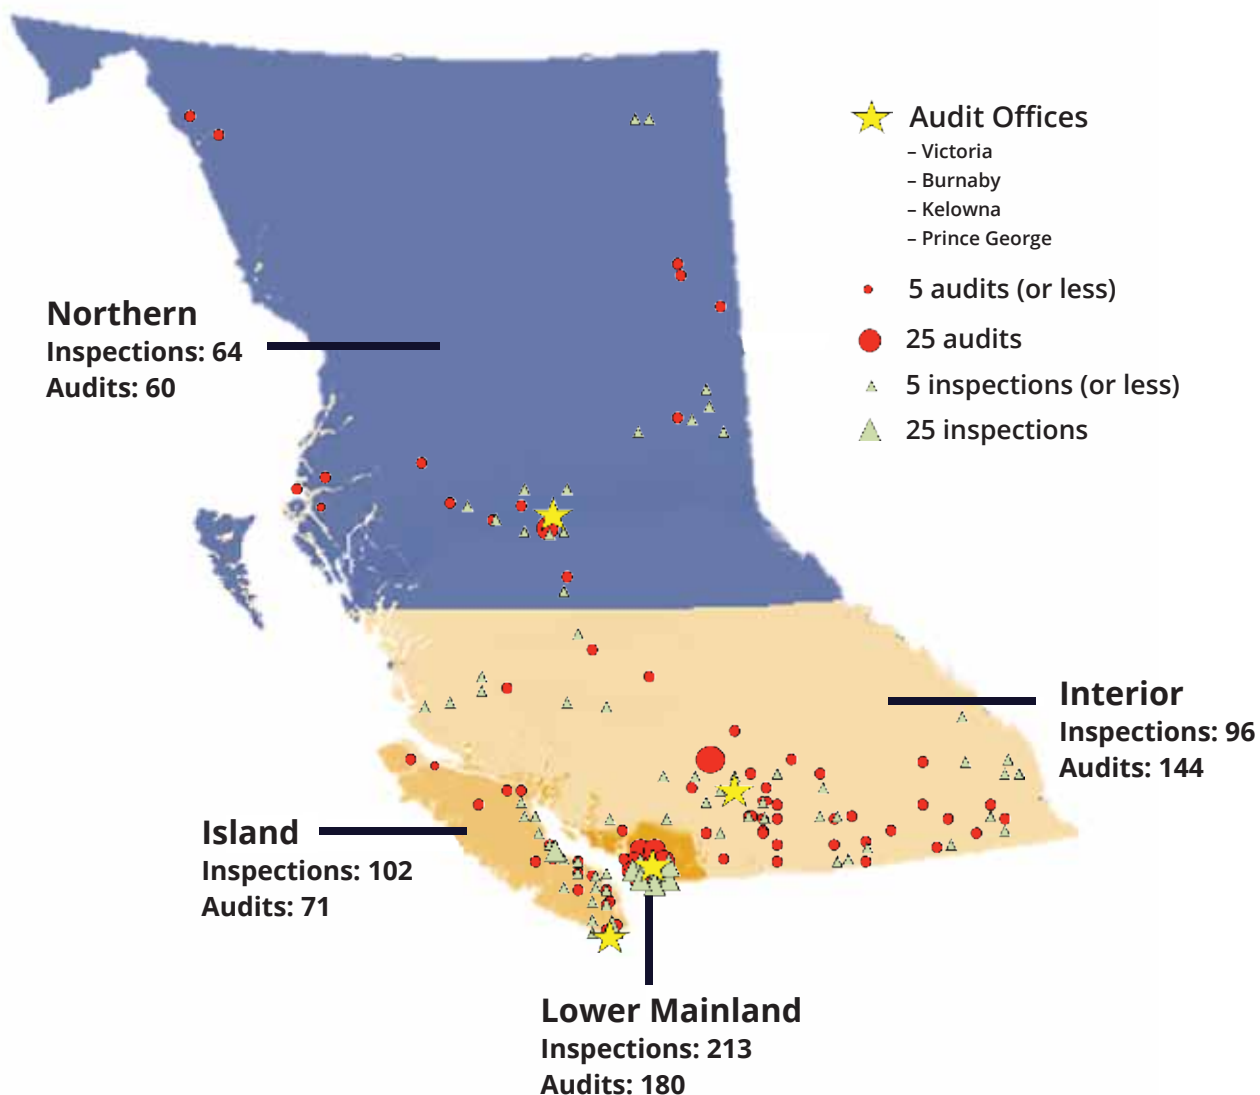 Audit Offices
– Victoria
– Burnaby
– Kelowna
– Prince George
5 audits (or less)
25 audits
5 inspections (or less)
25 inspections
Northern
Inspections: 64
Audits: 60
Interior
Inspections: 96
Audits: 144
Island
Inspections: 102
Audits: 71
Lower Mainland
Inspections: 213
Audits: 180